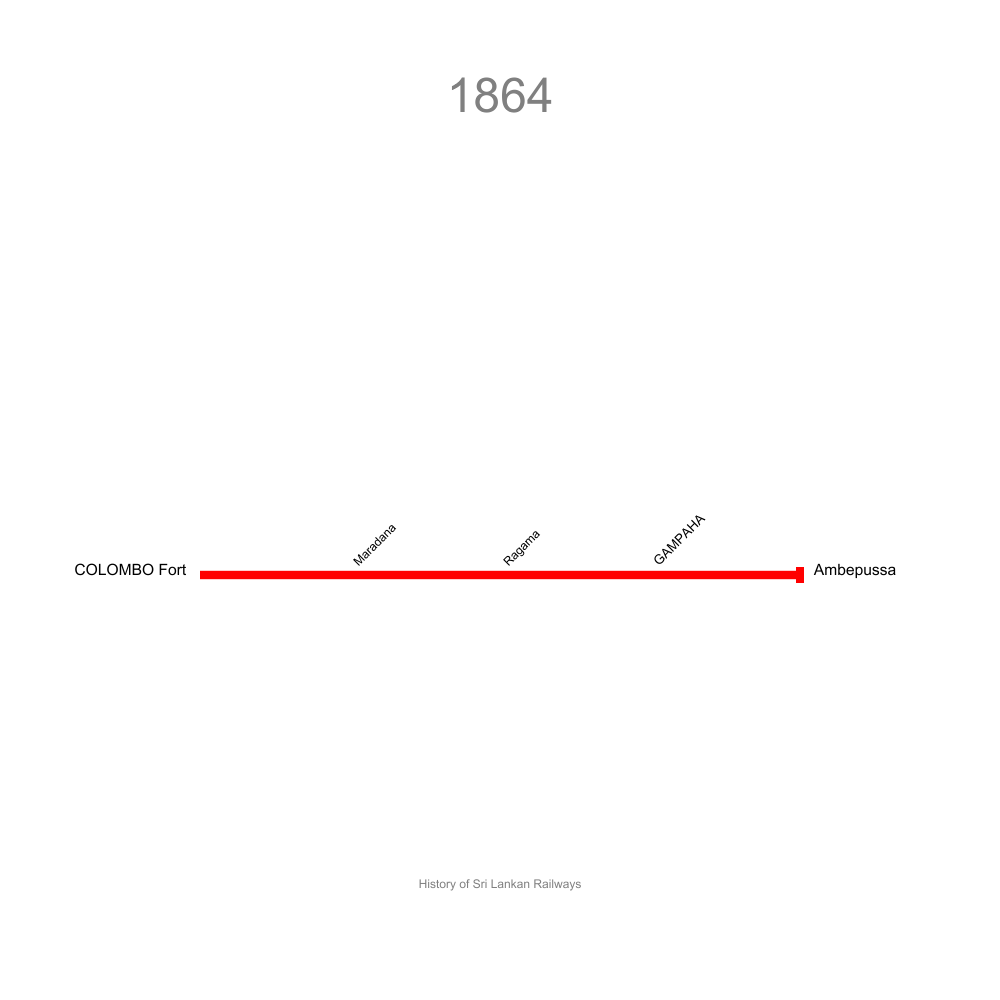 1864
COLOMBO Fort
Maradana
Ragama
GAMPAHA
Ambepussa
History of Sri Lankan Railways